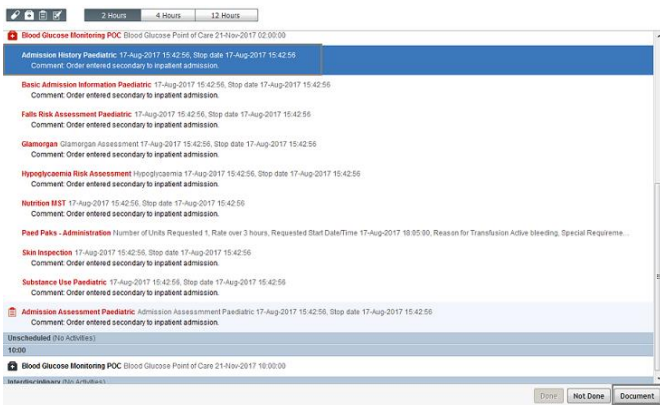 2 Hours 4 Hours 12 Hours
Blood Glucose Monitoring POC Blood Glucose Point of Care 21-Nov-2017 02:00:00
Admission History Paediatric 17-Aug-2017 15:42:56, Stop date 17-Aug-2017 15:42:56
Comment: Order entered secondary to inpatient admission.
Basic Admission Information Paediatric 17-Aug-2017 15:42:56, Stop date 17-Aug-2017 15:42:56
Comment: Order entered secondary to inpatient admission.
Falls Risk Assessment Paediatric 17-Aug-2017 15:42:56, Stop date 17-Aug-2017 15:42:56
Comment: Order entered secondary to inpatient admission.
Glamorgan Glamorgan Assessment 17-Aug-2017 15:42:56, Stop date 17-Aug-2017 15:42:56
Comment: Order entered secondary to inpatient admission.
Hypoglycaemia Risk Assessment Hypoglycaemia 17-Aug-2017 15:42:56, Stop date 17-Aug-2017 15:42:56
Comment: Order entered secondary to inpatient admission.
Nutrition MST 17-Aug-2017 15:42:56, Stop date 17-Aug-2017 15:42:56
Comment: Order entered secondary to inpatient admission.
Paed Paks - Administration Number of Units Requested 1, Rate over 3 hours, Requested Start Date/Time 17-Aug-2017 18:05:00, Reason for Transfusion Active bleeding, Special Requireme...
Skin Inspection 17-Aug-2017 15:42:56, Stop date 17-Aug-2017 15:42:56
Comment: Order entered secondary to inpatient admission.
Substance Use Paediatric 17-Aug-2017 15:42:56, Stop date 17-Aug-2017 15:42:56
Comment: Order entered secondary to inpatient admission.
Admission Assessment Paediatric Admission Assessmment Paediatric 17-Aug-2017 15:42:56, Stop date 17-Aug-2017 15:42:56
Comment: Order entered secondary to inpatient admission.
Unscheduled (No Activities)
10:00
Blood Glucose Monitoring POC Blood Glucose Point of Care 21-Nov-2017 10:00:00
Interdisciplinary (No Activities)
Done Not Done Document